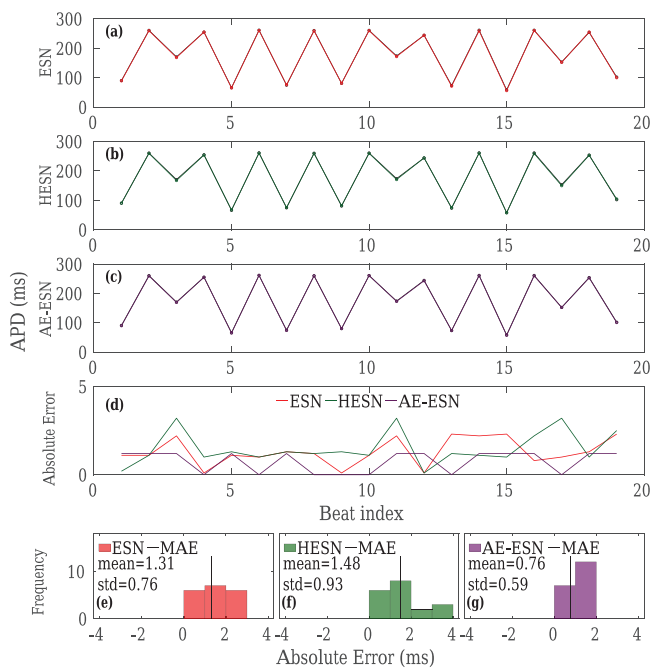 300
200
100
0
(a)
ESN
0 5 10 15 20
300
200
100
0
(b)
HESN
0 5 10 15 20
300
200
100
0
(c)
APD (ms)
AE-ESN
0 5 10 15 20
5
0
(d)
ESN HESN AE-ESN
Absolute Error
0 5 10 15 20
Beat index
Frequency
10
0
ESN MAE
mean=1.31
std=0.76
(e)
−4 −2 0 2 4
HESN MAE
mean=1.48
std=0.93
(f)
−4 −2 0 2 4
AE-ESN MAE
mean=0.76
std=0.59
(g)
−4 −2 0 2 4
Absolute Error (ms)